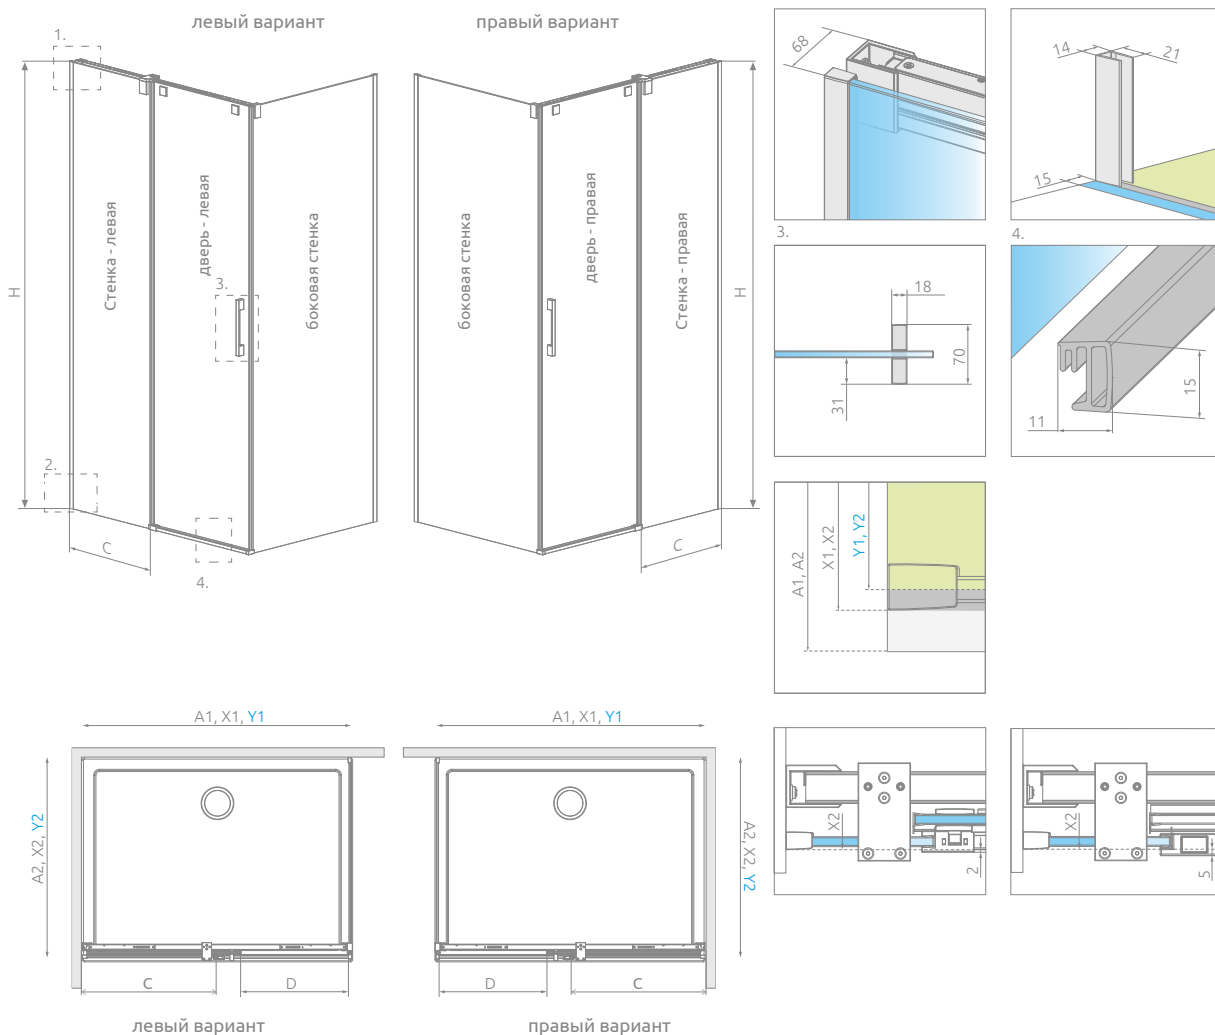 левый вариант
правый вариант
1.
H
Стенка - левая
дверь - левая
боковая стенка
3.
2.
C
4.
боковая стенка
дверь - правая
Стенка - правая
H
C
68
14
21
15
3.
18
70
31
4.
15
11
A1, A2
X1, X2
Y1, Y2
A1, X1, Y1
A2, X2, Y2
C
D
левый вариант
A1, X1, Y1
A2, X2, Y2
D
C
правый вариант
X2
2
X2
5